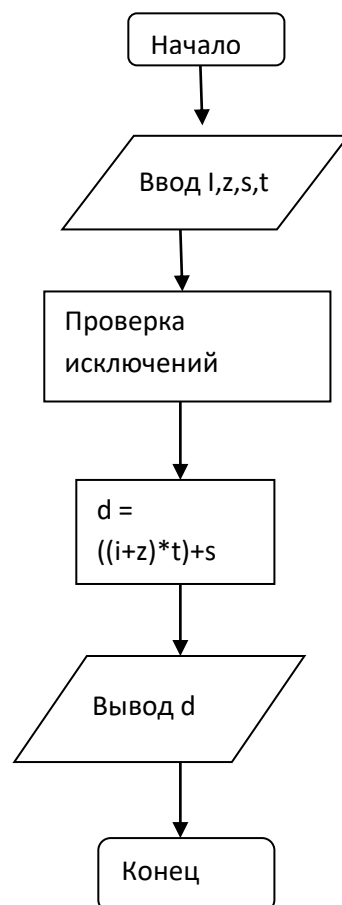 Начало
Ввод I,z,s,t
Проверка
исключений
d =
((i+z)*t)+s
Вывод d
Конец